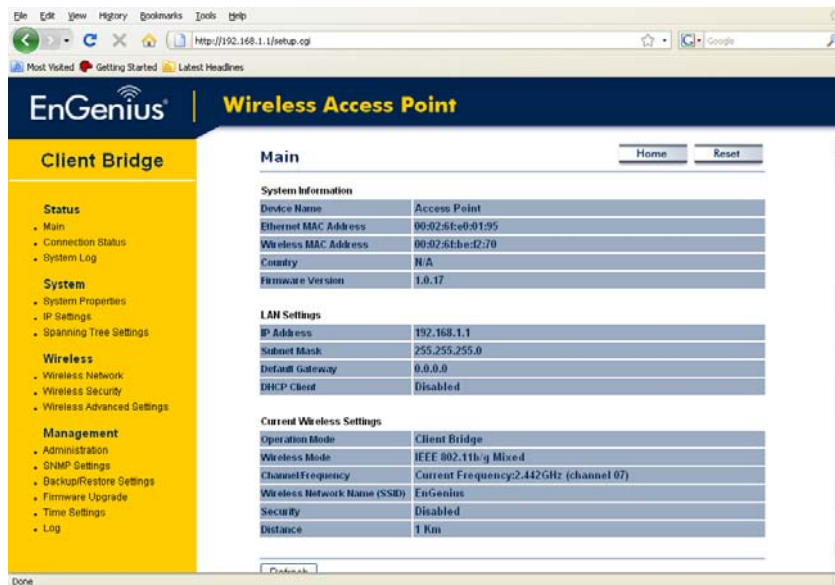 File Edit View History Bookmarks Tools Help
http://192.168.1.1/setup.cgi
Google
Most Visited Getting Started Latest Headlines
EnGenius
Wireless Access Point
Client Bridge
Status
Main
Connection Status
System Log
System
System Properties
IP Settings
Spanning Tree Settings
Wireless
Wireless Network
Wireless Security
Wireless Advanced Settings
Management
Administration
SNMP Settings
Backup/Restore Settings
Firmware Upgrade
Time Settings
Log
Main
Home Reset
System Information
Device Name Access Point
Ethernet MAC Address 00:02:6f:e0:01:95
Wireless MAC Address 00:02:6f:be:f2:70
Country N/A
Firmware Version 1.0.17
LAN Settings
IP Address 192.168.1.1
Subnet Mask 255.255.255.0
Default Gateway 0.0.0.0
DHCP Client Disabled
Current Wireless Settings
Operation Mode Client Bridge
Wireless Mode IEEE 802.11b/g Mixed
Channel/Frequency Current Frequency:2.442GHz (channel 07)
Wireless Network Name (SSID) EnGenius
Security Disabled
Distance 1 Km
Refresh
Done